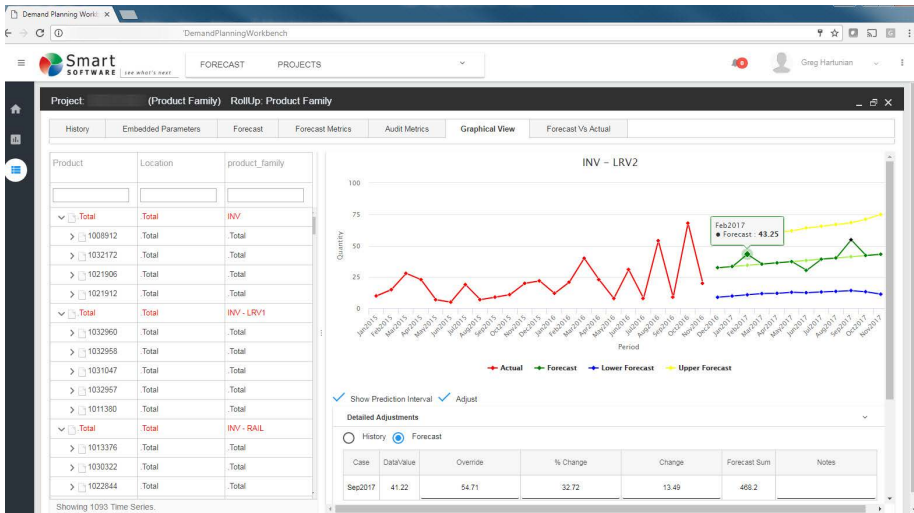 Demand Planning Work
DemandPlanningWorkbench
Smart
SOFTWARE see what's next
FORECAST PROJECTS
Greg Hartunian
Project: (Product Family) RollUp: Product Family
History Embedded Parameters Forecast Forecast Metrics Audit Metrics Graphical View Forecast Vs Actual
Product Location product_family
.Total .Total INV
1008912 .Total .Total
1032172 .Total .Total
1021906 .Total .Total
1021912 .Total .Total
.Total .Total INV - LRV1
1032960 .Total .Total
1032958 .Total .Total
1031047 .Total .Total
1032957 .Total .Total
1011380 .Total .Total
.Total .Total INV - RAIL
1013376 .Total .Total
1030322 .Total .Total
1022844 .Total .Total
Showing 1093 Time Series.
INV - LRV2
100
75
50
25
0
Quantity
Feb2017
Forecast : 43.25
Jan2015 Feb2015 Mar2015 Apr2015 May2015 Jun2015 Jul2015 Aug2015 Sep2015 Oct2015 Nov2015 Dec2015 Jan2016 Feb2016 Mar2016 Apr2016 May2016 Jun2016 Jul2016 Aug2016 Sep2016 Oct2016 Nov2016 Dec2016 Jan2017 Feb2017 Mar2017 Apr2017 May2017 Jun2017 Jul2017 Aug2017 Sep2017 Oct2017 Nov2017
Period
Actual Forecast Lower Forecast Upper Forecast
Show Prediction Interval Adjust
Detailed Adjustments
History Forecast
Case DataValue Override % Change Change Forecast Sum Notes
Sep2017 41.22 54.71 32.72 13.49 468.2